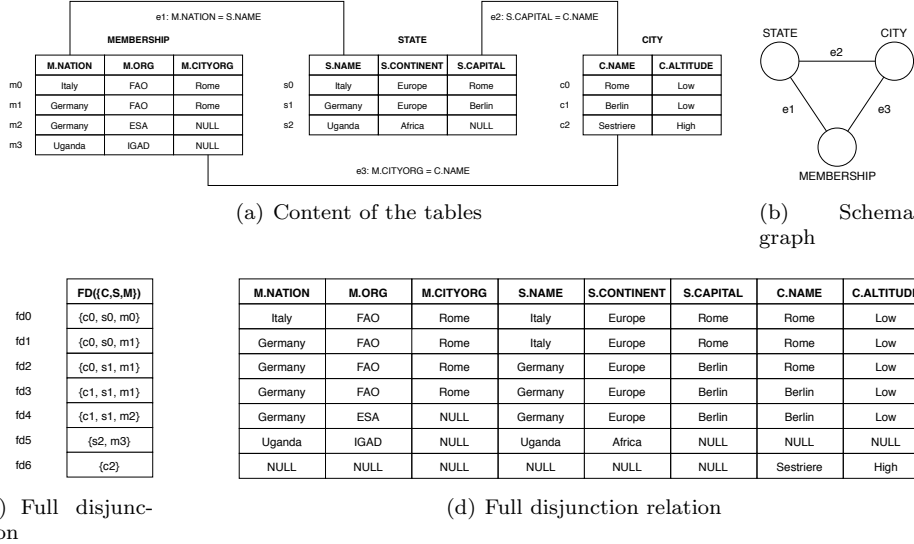 e1: M.NATION = S.NAME
e2: S.CAPITAL = C.NAME
MEMBERSHIP STATE CITY
M.NATION M.ORG M.CITYORG S.NAME S.CONTINENT S.CAPITAL C.NAME C.ALTITUDE
m0 Italy FAO Rome s0 Italy Europe Rome c0 Rome Low
m1 Germany FAO Rome s1 Germany Europe Berlin c1 Berlin Low
m2 Germany ESA NULL s2 Uganda Africa NULL c2 Sestriere High
m3 Uganda IGAD NULL
e3: M.CITYORG = C.NAME
(a) Content of the tables
STATE CITY
e2
e1 e3
MEMBERSHIP
(b) Schema
graph
FD({C,S,M})
fd0 {c0, s0, m0}
fd1 {c0, s0, m1}
fd2 {c0, s1, m1}
fd3 {c1, s1, m1}
fd4 {c1, s1, m2}
fd5 {s2, m3}
fd6 {c2}
) Full disjunc-
on
M.NATION M.ORG M.CITYORG S.NAME S.CONTINENT S.CAPITAL C.NAME C.ALTITUDE
Italy FAO Rome Italy Europe Rome Rome Low
Germany FAO Rome Italy Europe Rome Rome Low
Germany FAO Rome Germany Europe Berlin Rome Low
Germany FAO Rome Germany Europe Berlin Berlin Low
Germany ESA NULL Germany Europe Berlin Berlin Low
Uganda IGAD NULL Uganda Africa NULL NULL NULL
NULL NULL NULL NULL NULL NULL Sestriere High
(d) Full disjunction relation